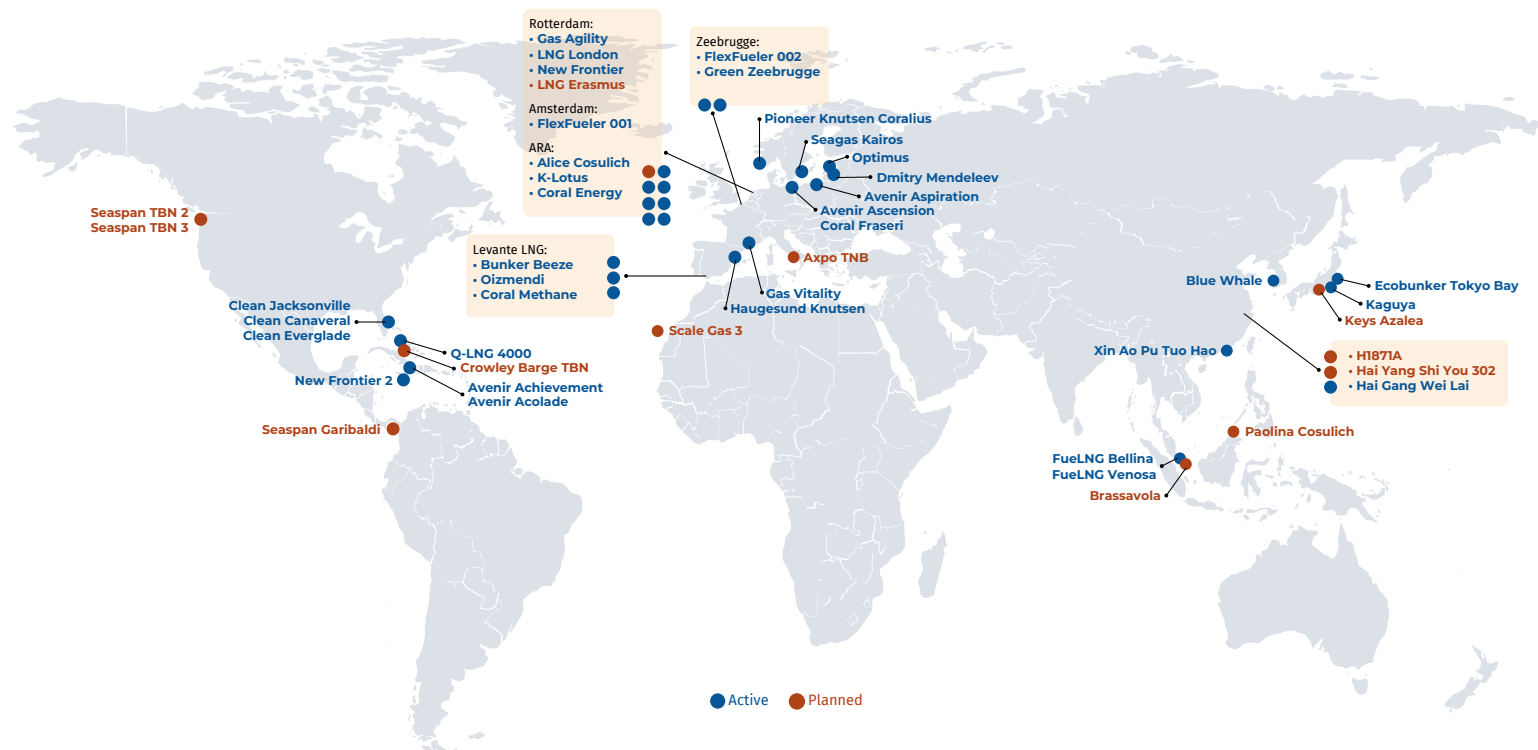 Rotterdam:
• Gas Agility
• LNG London
• New Frontier
• LNG Erasmus
Amsterdam:
• FlexFueler 001
ARA:
• Alice Cosulich
• K-Lotus
• Coral Energy
Zeebrugge:
• FlexFueler 002
• Green Zeebrugge
Pioneer Knutsen Coralius
Seagas Kairos
Optimus
Dmitry Mendeleev
Avenir Aspiration
Avenir Ascension
Coral Fraseri
Seaspan TBN 2
Seaspan TBN 3
Levante LNG:
• Bunker Beeze
• Oizmendi
• Coral Methane
Axpo TNB
Gas Vitality
Haugesund Knutsen
Scale Gas 3
Clean Jacksonville
Clean Canaveral
Clean Everglade
Q-LNG 4000
Crowley Barge TBN
New Frontier 2
Avenir Achievement
Avenir Acolade
Seaspan Garibaldi
Blue Whale
Ecobunker Tokyo Bay
Kaguya
Keys Azalea
Xin Ao Pu Tuo Hao
• H1871A
• Hai Yang Shi You 302
• Hai Gang Wei Lai
Paolina Cosulich
FueLNG Bellina
FueLNG Venosa
Brassavola
Active
Planned